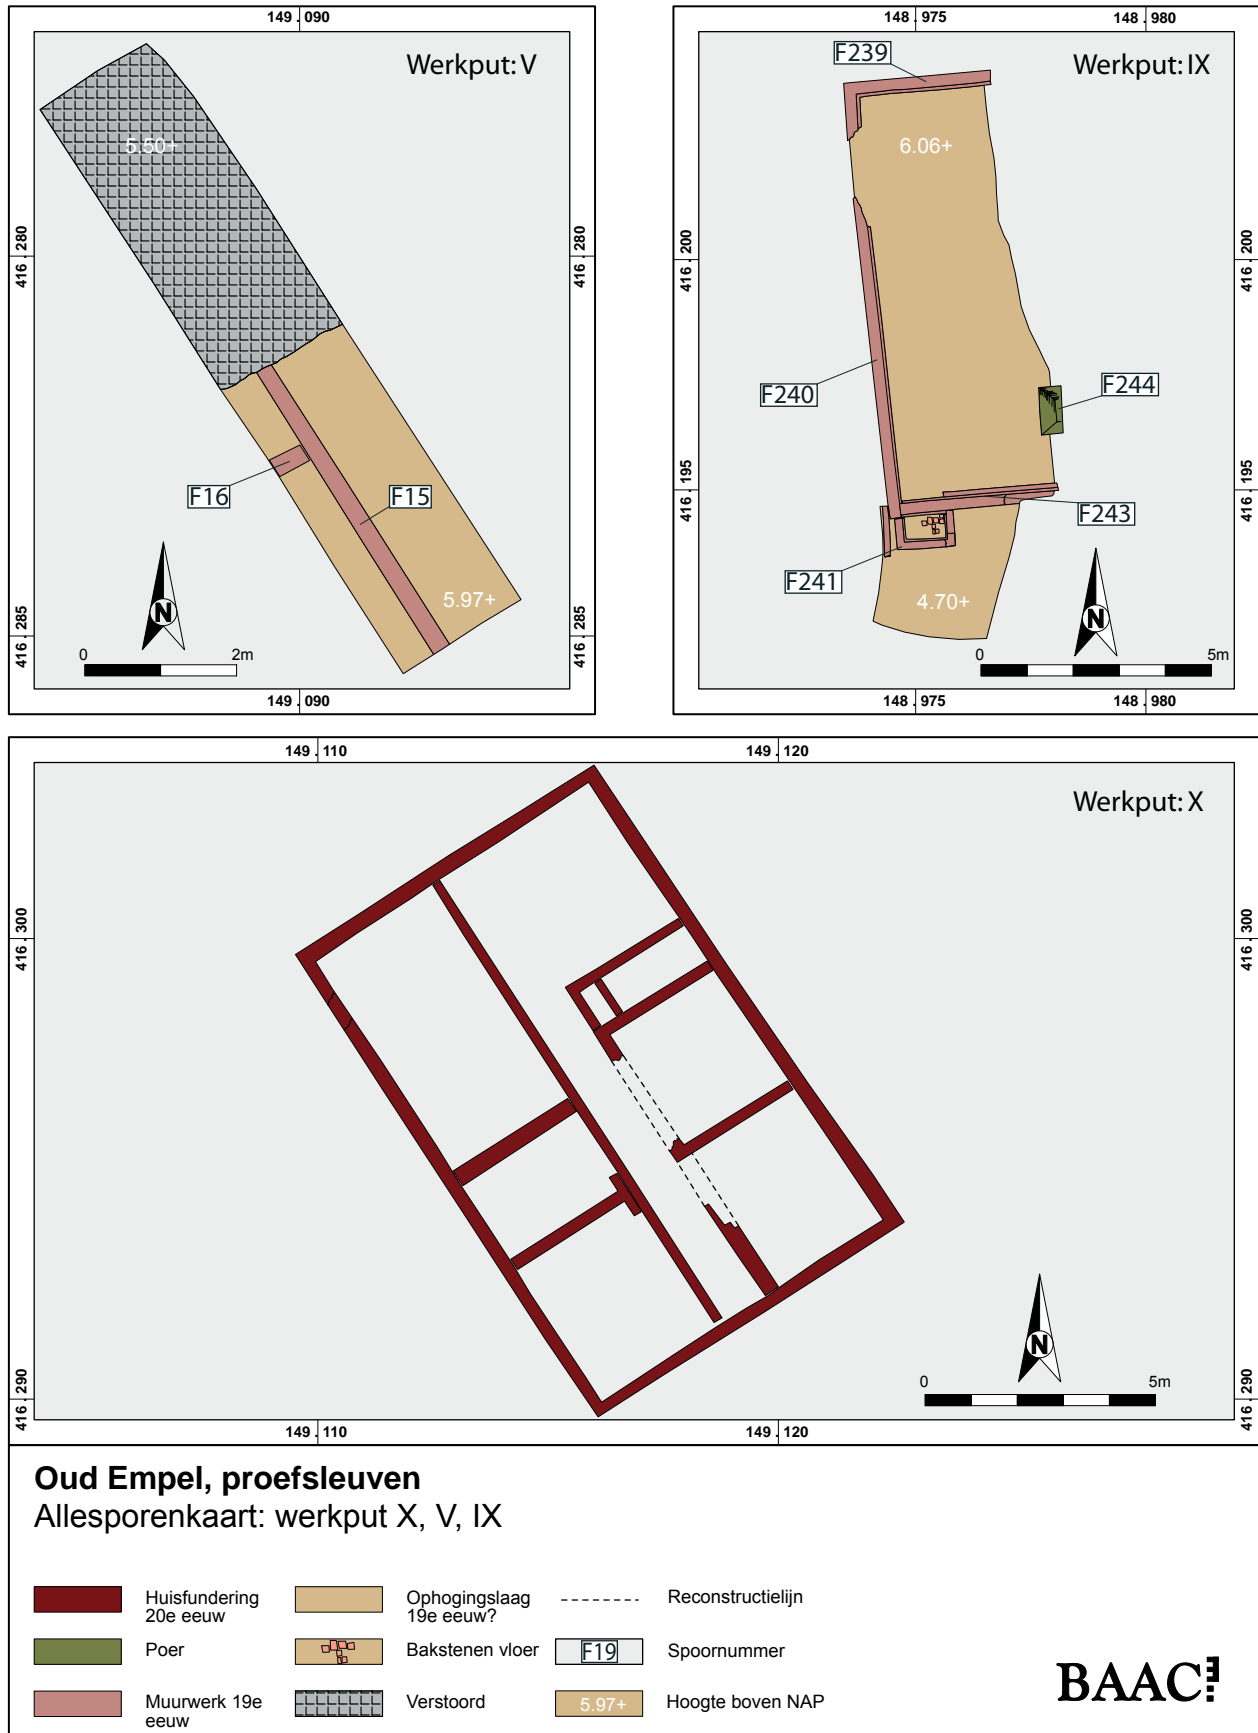 149.090
Werkput: V
5.50+
416.280
416.280
F16
F15
5.97+
N
0
2m
416.285
416.285
149.090
148.975
148.980
F239
Werkput: IX
6.06+
416.200
416.200
F240
F244
416.195
416.195
F243
F241
4.70+
N
0
5m
148.975
148.980
149.110
149.120
Werkput: X
416.300
416.300
N
0
5m
416.290
416.290
149.110
149.120
Oud Empel, proefsleuven
Allesporenkaart: werkput X, V, IX
Huisfundering
20e eeuw
Ophogingslaag
19e eeuw?
Reconstructielijn
Poer
Bakstenen vloer
F19
Spoornummer
Muurwerk 19e
eeuw
Verstoord
5.97+
Hoogte boven NAP
BAAC